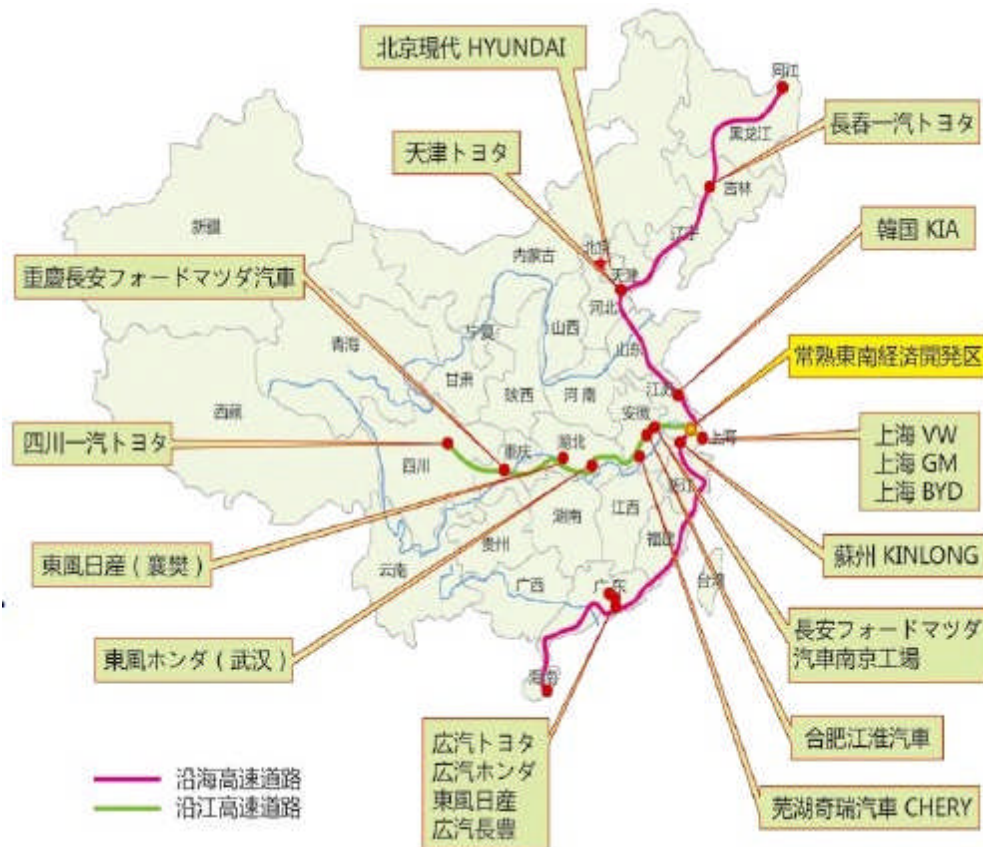 北京現代 HYUNDAI
同江
長春一汽トヨタ
黑龙江
天津トヨタ
吉林
韓国 KIA
新疆
辽宁
北京
内蒙古
天津
重慶長安フォードマツダ汽車
河北
宁夏
山西
青海
山东
常熟東南経済開発区
甘肃
陕西
河南
江苏
西藏
安徽
四川一汽トヨタ
上海
上海 VW
上海 GM
上海 BYD
重庆
湖北
四川
浙江
江西
湖南
東風日産(襄樊)
福建
蘇州 KINLONG
贵州
云南
广西
广东
台湾
長安フォードマツダ
汽車南京工場
東風ホンダ(武汉)
海南
広汽トヨタ
広汽ホンダ
東風日産
広汽長豊
合肥江淮汽車
沿海高速道路
沿江高速道路
芜湖奇瑞汽車 CHERY